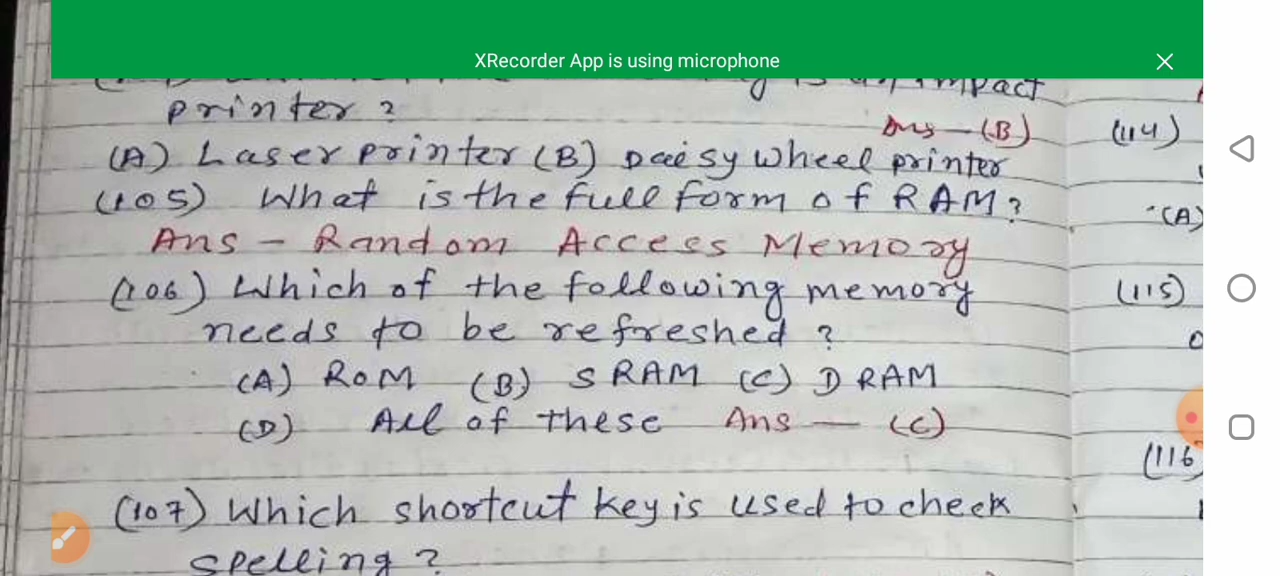 XRecorder App is using microphone
impact
printer ?
Ans - (B)
(A) Laser printer (B) Daisy wheel printer
(105) What is the full form of RAM ?
Ans - Random Access Memory
(106) Which of the following memory
needs to be refreshed ?
(A) ROM (B) SRAM (C) DRAM
(D) All of these Ans - (C)
(107) Which shortcut key is used to check
spelling ?
(114)
(A)
(115)
(116)